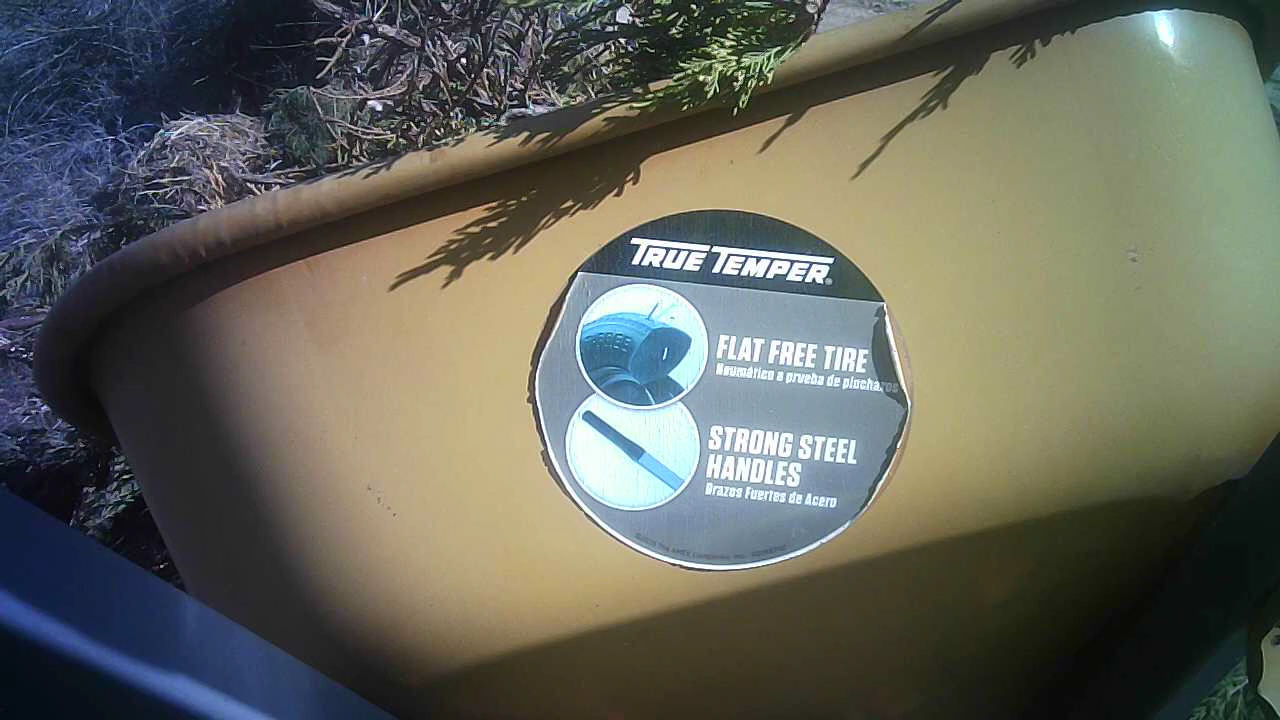 TRUE TEMPER®
FLAT FREE TIRE
Neumático a prueba de pinchazos
STRONG STEEL
HANDLES
Brazos Fuertes de Acero